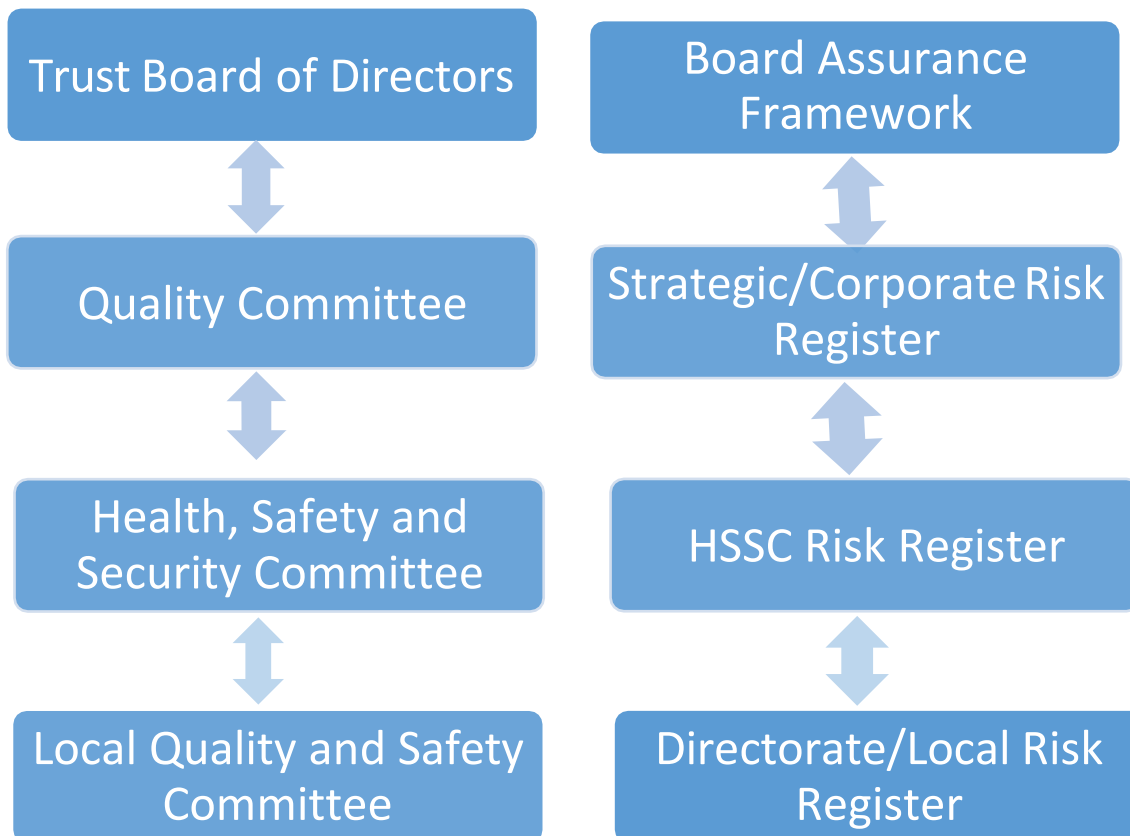 Trust Board of Directors
Board Assurance
Framework
Quality Committee
Strategic/Corporate Risk
Register
Health, Safety and
Security Committee
HSSC Risk Register
Local Quality and Safety
Committee
Directorate/Local Risk
Register